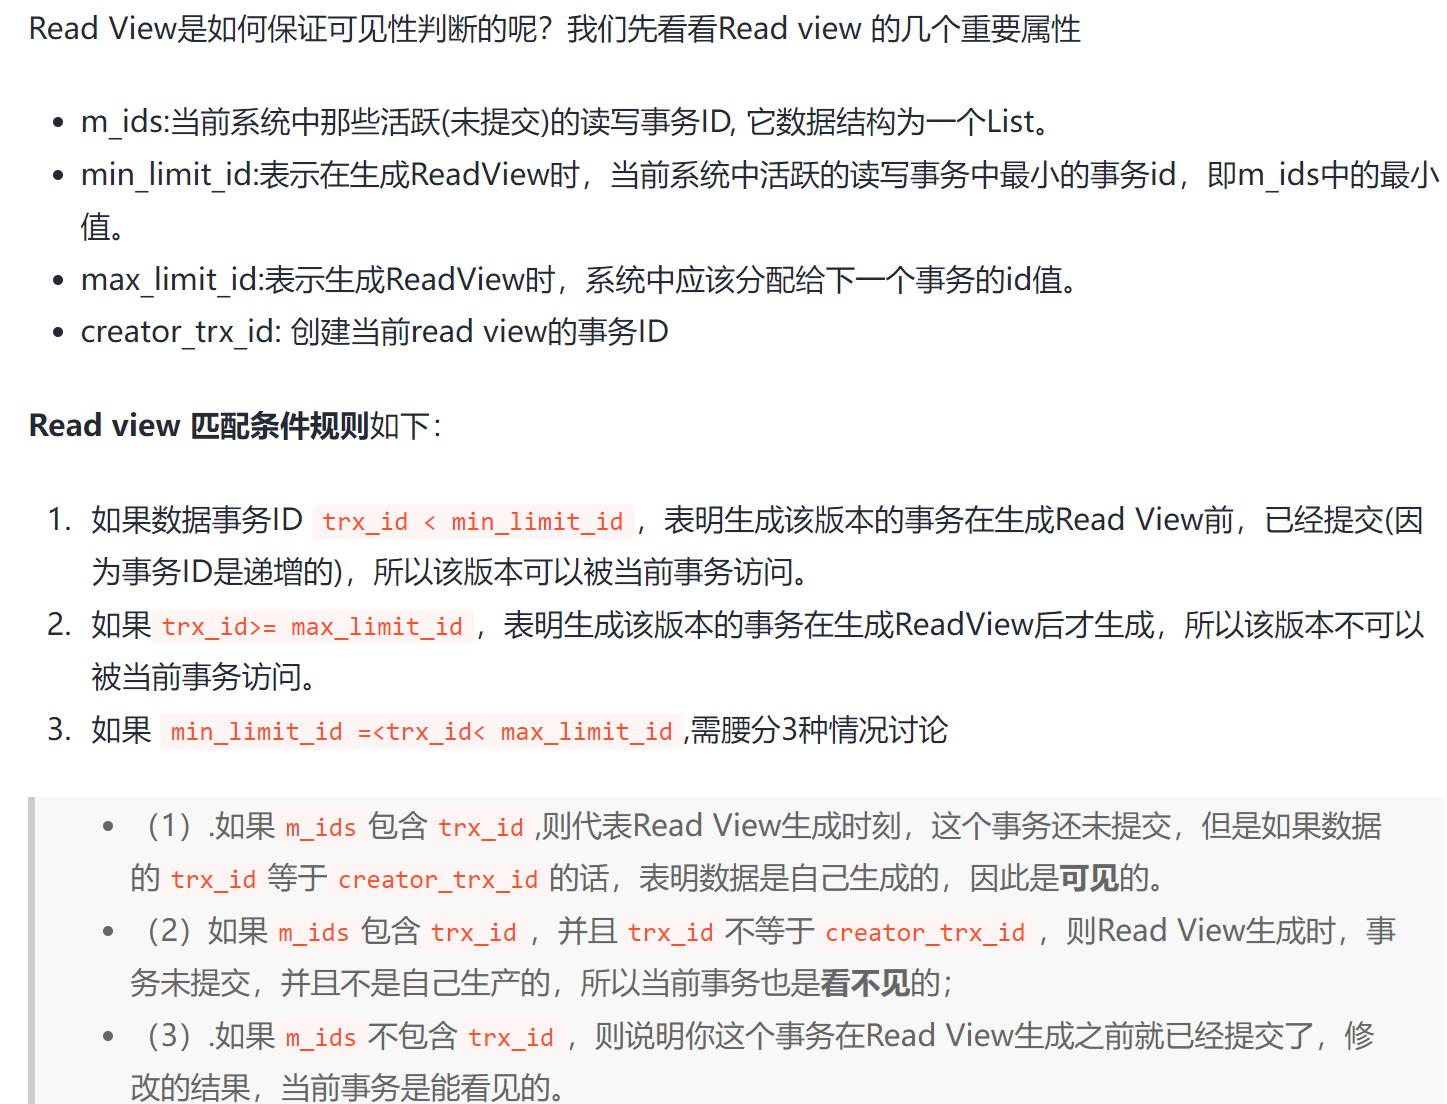 Read View是如何保证可见性判断的呢？我们先看看Read view 的几个重要属性
• m_ids:当前系统中那些活跃(未提交)的读写事务ID, 它数据结构为一个List。
• min_limit_id:表示在生成ReadView时，当前系统中活跃的读写事务中最小的事务id，即m_ids中的最小
值。
• max_limit_id:表示生成ReadView时，系统中应该分配给下一个事务的id值。
• creator_trx_id: 创建当前read view的事务ID
Read view 匹配条件规则如下：
1. 如果数据事务ID trx_id < min_limit_id，表明生成该版本的事务在生成Read View前，已经提交(因
为事务ID是递增的)，所以该版本可以被当前事务访问。
2. 如果 trx_id>= max_limit_id，表明生成该版本的事务在生成ReadView后才生成，所以该版本不可以
被当前事务访问。
3. 如果 min_limit_id =<trx_id< max_limit_id,需腰分3种情况讨论
• （1）.如果 m_ids 包含 trx_id ,则代表Read View生成时刻，这个事务还未提交，但是如果数据
的 trx_id 等于 creator_trx_id 的话，表明数据是自己生成的，因此是可见的。
• （2）如果 m_ids 包含 trx_id ，并且 trx_id 不等于 creator_trx_id ，则Read View生成时，事
务未提交，并且不是自己生产的，所以当前事务也是看不见的；
• （3）.如果 m_ids 不包含 trx_id ，则说明你这个事务在Read View生成之前就已经提交了，修
改的结果，当前事务是能看见的。